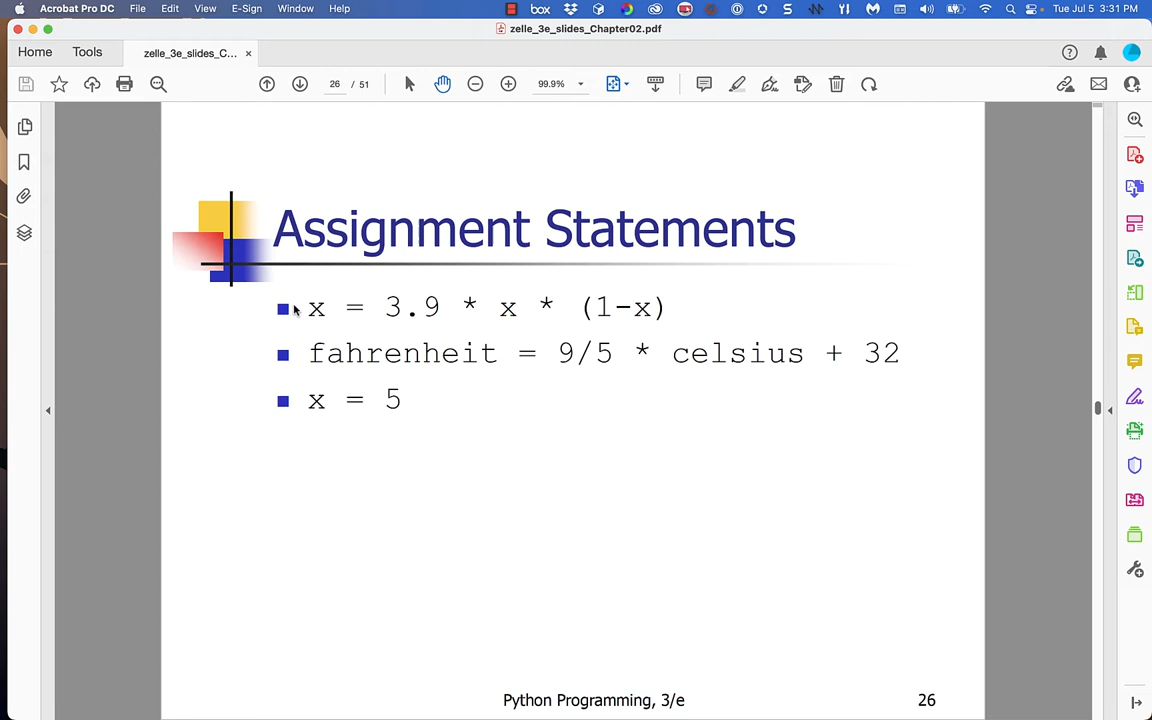 Acrobat Pro DC File Edit View E-Sign Window Help box Tue Jul 5 3:31 PM
zelle_3e_slides_Chapter02.pdf
Home Tools zelle_3e_slides_C... ×
26 / 51 99.9%
Assignment Statements
x = 3.9 * x * (1-x)
fahrenheit = 9/5 * celsius + 32
x = 5
Python Programming, 3/e 26